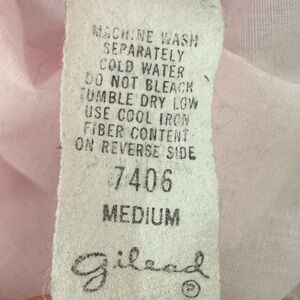 MACHINE WASH
SEPARATELY
COLD WATER
DO NOT BLEACH
TUMBLE DRY LOW
USE COOL IRON
FIBER CONTENT
ON REVERSE SIDE
7406
MEDIUM
Gilead
Ⓟ